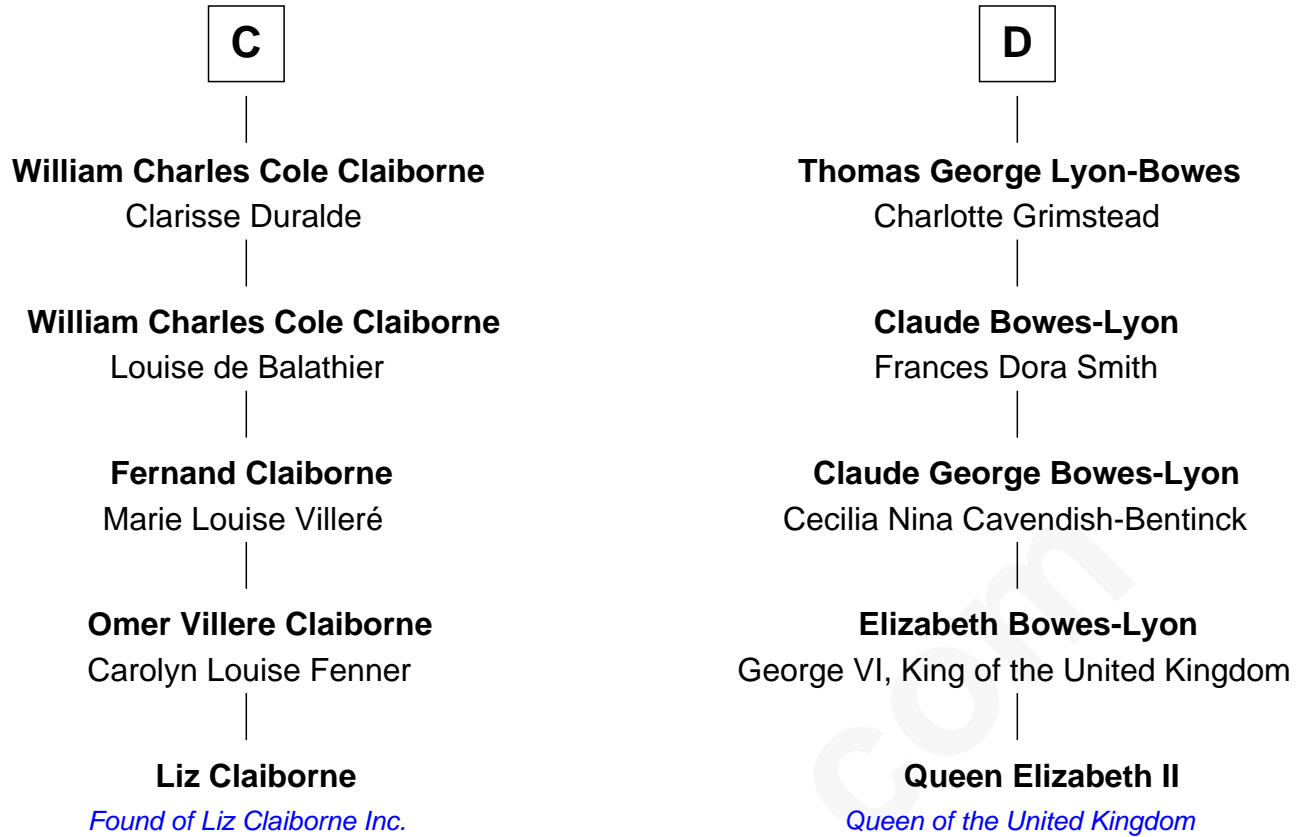 C
William Charles Cole Claiborne
Clarisse Duralde
William Charles Cole Claiborne
Louise de Balathier
Fernand Claiborne
Marie Louise Villeré
Omer Villere Claiborne
Carolyn Louise Fenner
Liz Claiborne
Found of Liz Claiborne Inc.
D
Thomas George Lyon-Bowes
Charlotte Grimstead
Claude Bowes-Lyon
Frances Dora Smith
Claude George Bowes-Lyon
Cecilia Nina Cavendish-Bentinck
Elizabeth Bowes-Lyon
George VI, King of the United Kingdom
Queen Elizabeth II
Queen of the United Kingdom
com